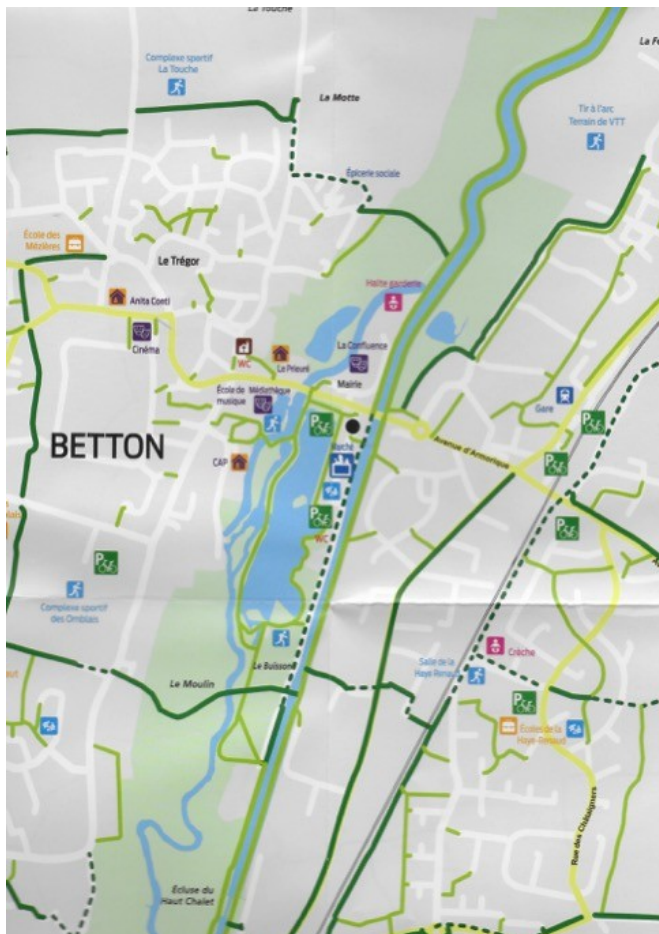 La Touche
Complexe sportif
La Touche
La Motte
Tir à l'arc
Terrain de VTT
Épicerie sociale
École des
Mézières
Le Trégor
Anita Conti
Halte garderie
Cinéma
WC
Le Prieuré
La Confluence
Mairie
École de
musique
Médiathèque
Gare
BETTON
CAP
P
Marché
Avenue d'Armorique
P
P
P
WC
P
P
Complexe sportif
des Omblais
Crèche
Salle de la
Haye Renaud
Le Buisson
Le Moulin
P
Écoles de la
Haye-Renaud
Rue des Châtaigniers
Écluse du
Haut Chalet